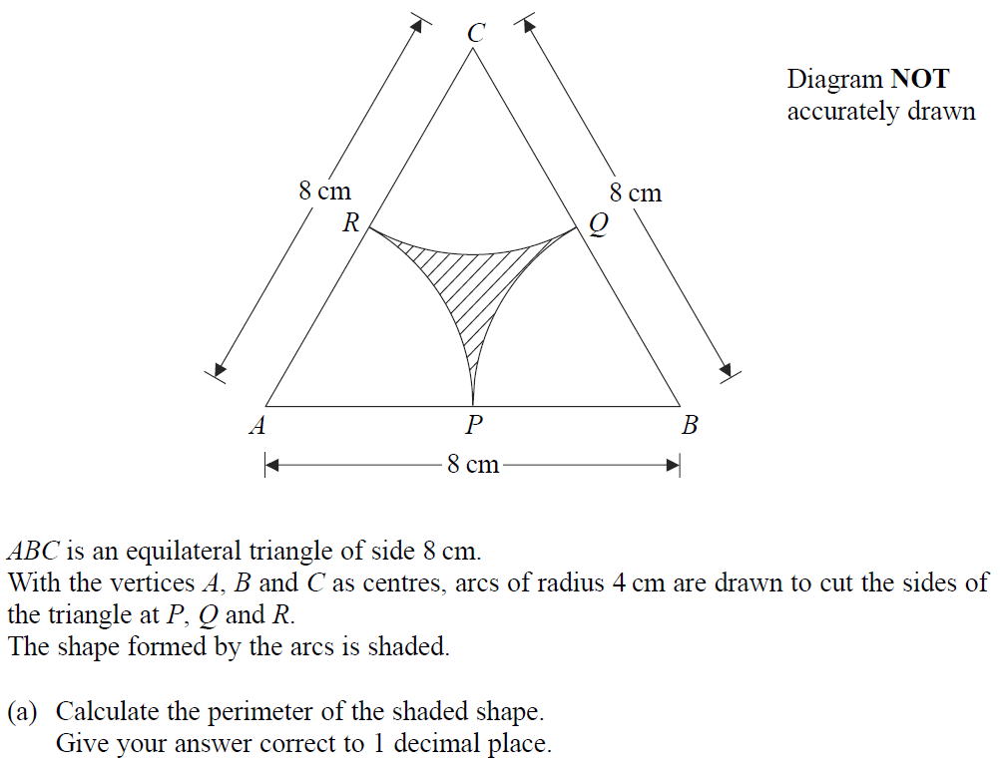 C
Diagram NOT
accurately drawn
8 cm
8 cm
R
Q
A
P
B
8 cm
ABC is an equilateral triangle of side 8 cm.
With the vertices A, B and C as centres, arcs of radius 4 cm are drawn to cut the sides of
the triangle at P, Q and R.
The shape formed by the arcs is shaded.
(a) Calculate the perimeter of the shaded shape.
Give your answer correct to 1 decimal place.